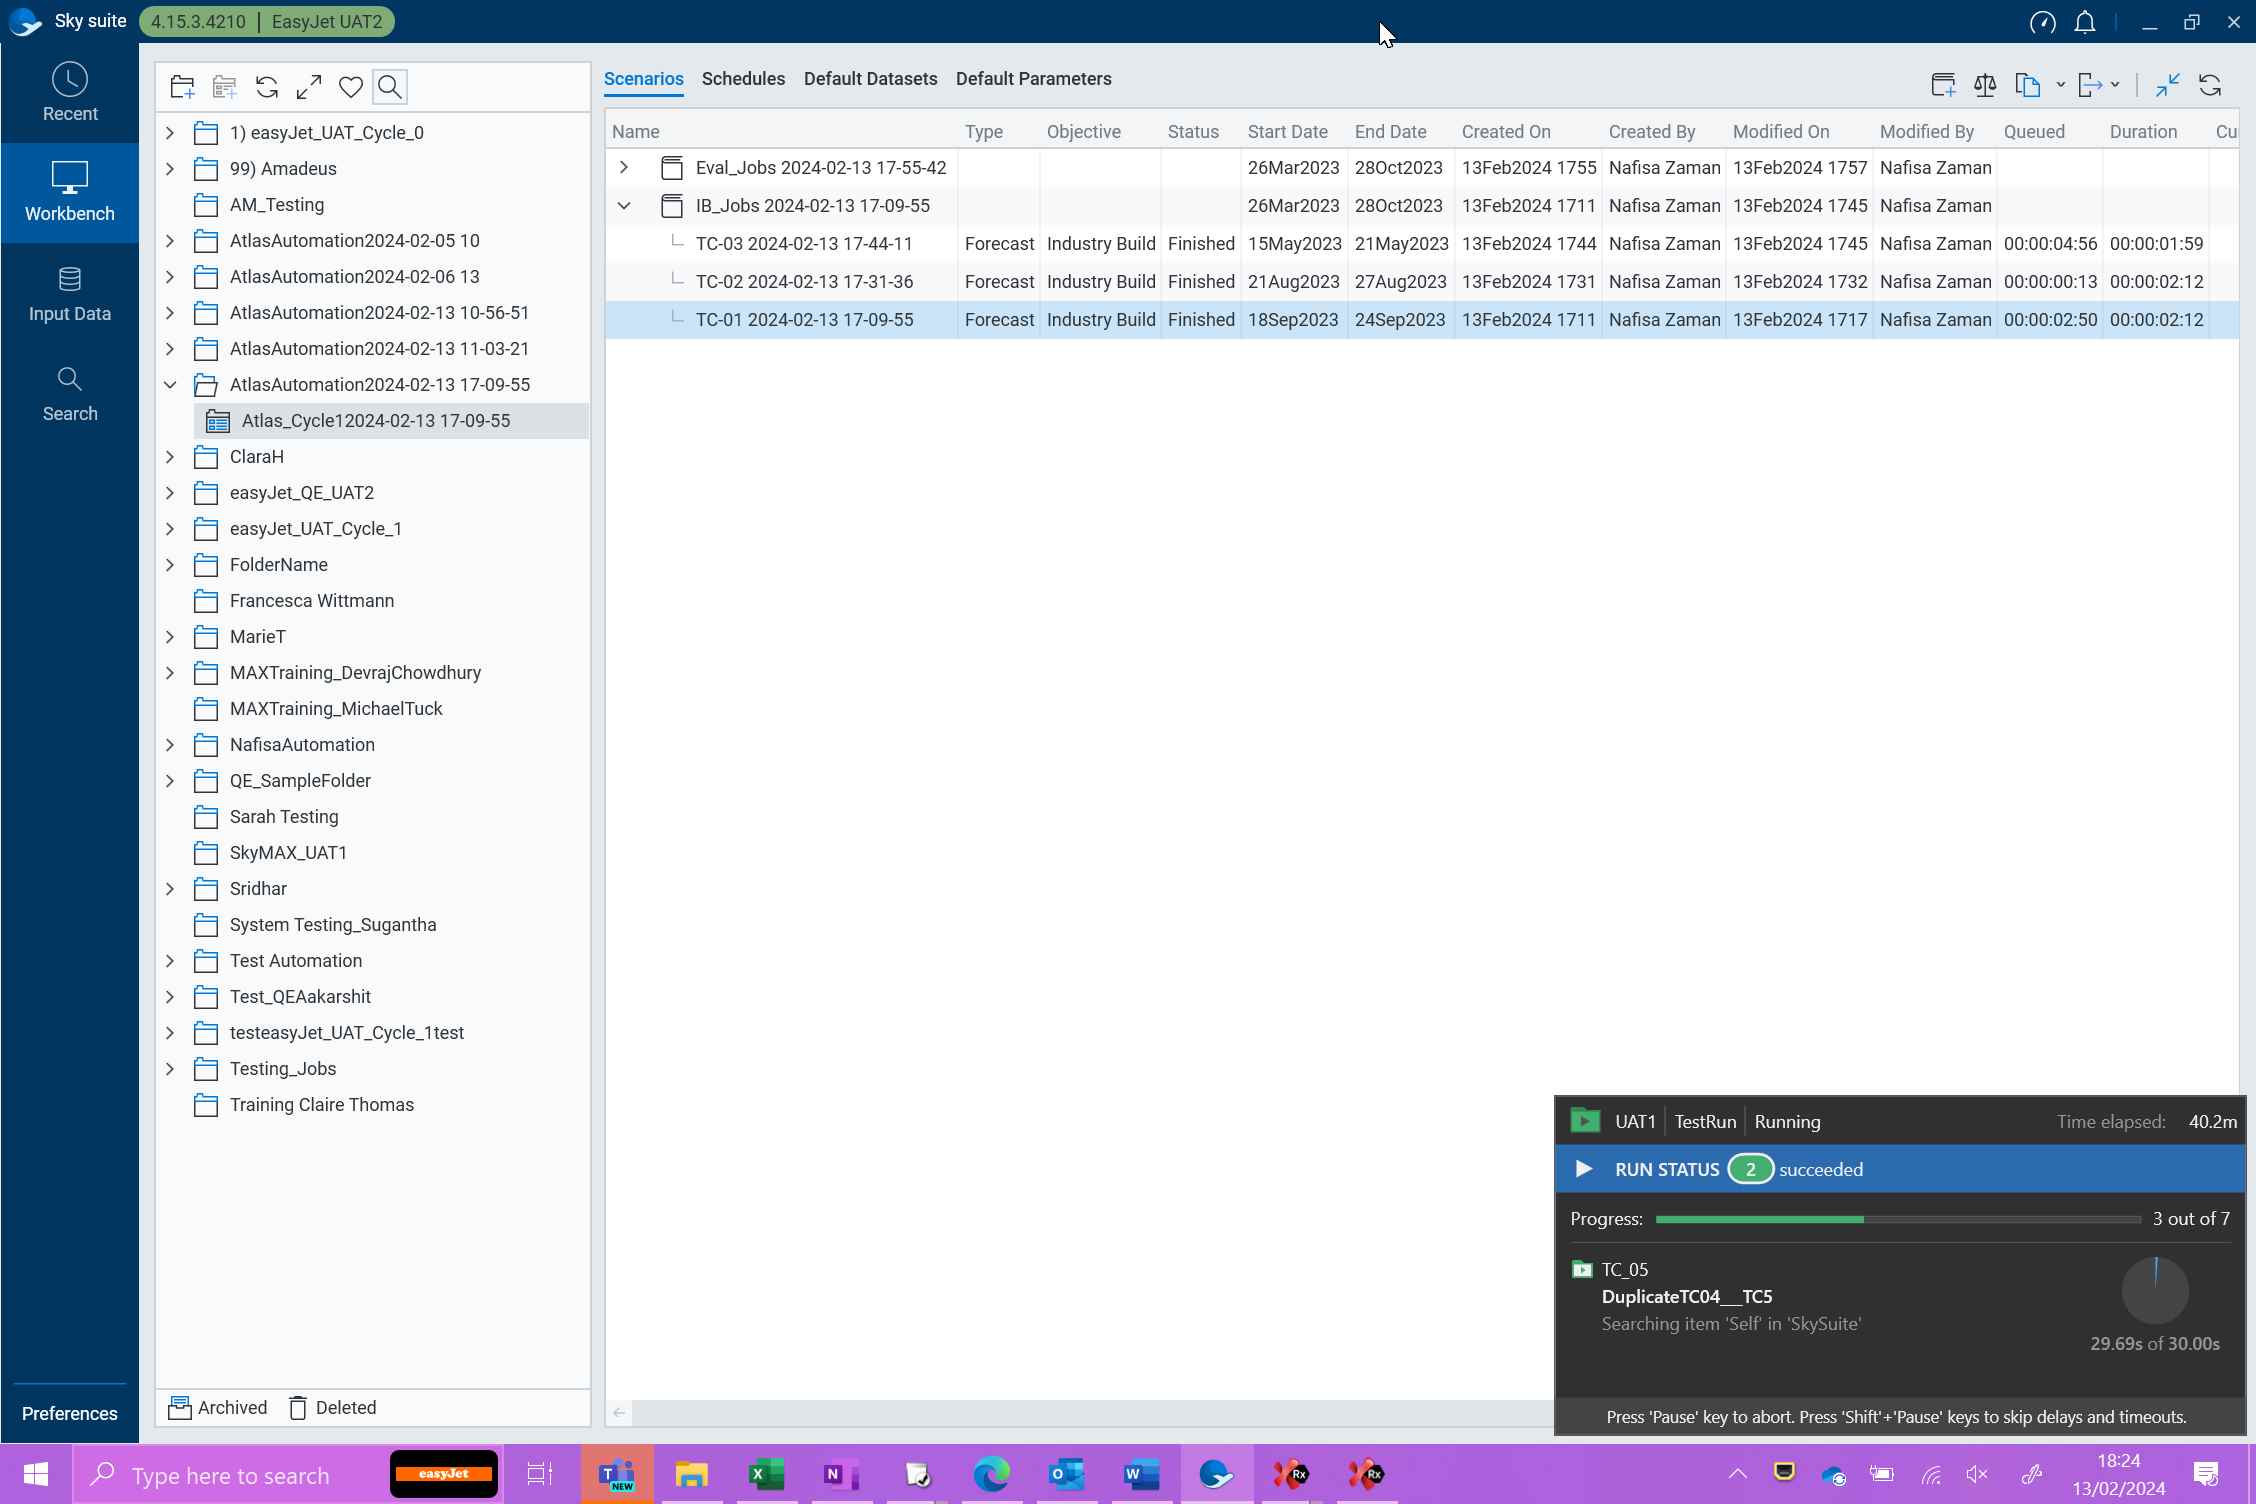 Sky suite 4.15.3.4210 | EasyJet UAT2
Recent
Workbench
Input Data
Search
Preferences
1) easyJet_UAT_Cycle_0
99) Amadeus
AM_Testing
AtlasAutomation2024-02-05 10
AtlasAutomation2024-02-06 13
AtlasAutomation2024-02-13 10-56-51
AtlasAutomation2024-02-13 11-03-21
AtlasAutomation2024-02-13 17-09-55
Atlas_Cycle12024-02-13 17-09-55
ClaraH
easyJet_QE_UAT2
easyJet_UAT_Cycle_1
FolderName
Francesca Wittmann
MarieT
MAXTraining_DevrajChowdhury
MAXTraining_MichaelTuck
NafisaAutomation
QE_SampleFolder
Sarah Testing
SkyMAX_UAT1
Sridhar
System Testing_Sugantha
Test Automation
Test_QEAakarshit
testeasyJet_UAT_Cycle_1test
Testing_Jobs
Training Claire Thomas
Archived Deleted
Scenarios Schedules Default Datasets Default Parameters
Name Type Objective Status Start Date End Date Created On Created By Modified On Modified By Queued Duration Cu
Eval_Jobs 2024-02-13 17-55-42 26Mar2023 28Oct2023 13Feb2024 1755 Nafisa Zaman 13Feb2024 1757 Nafisa Zaman
IB_Jobs 2024-02-13 17-09-55 26Mar2023 28Oct2023 13Feb2024 1711 Nafisa Zaman 13Feb2024 1745 Nafisa Zaman
TC-03 2024-02-13 17-44-11 Forecast Industry Build Finished 15May2023 21May2023 13Feb2024 1744 Nafisa Zaman 13Feb2024 1745 Nafisa Zaman 00:00:04:56 00:00:01:59
TC-02 2024-02-13 17-31-36 Forecast Industry Build Finished 21Aug2023 27Aug2023 13Feb2024 1731 Nafisa Zaman 13Feb2024 1732 Nafisa Zaman 00:00:00:13 00:00:02:12
TC-01 2024-02-13 17-09-55 Forecast Industry Build Finished 18Sep2023 24Sep2023 13Feb2024 1711 Nafisa Zaman 13Feb2024 1717 Nafisa Zaman 00:00:02:50 00:00:02:12
UAT1 TestRun Running Time elapsed: 40.2m
RUN STATUS 2 succeeded
Progress: 3 out of 7
TC_05
DuplicateTC04__TC5
Searching item 'Self' in 'SkySuite'
29.69s of 30.00s
Press 'Pause' key to abort. Press 'Shift'+'Pause' keys to skip delays and timeouts.
Type here to search
easyJet
T
NEW
X
N
O
W
Rx
Rx
18:24
13/02/2024